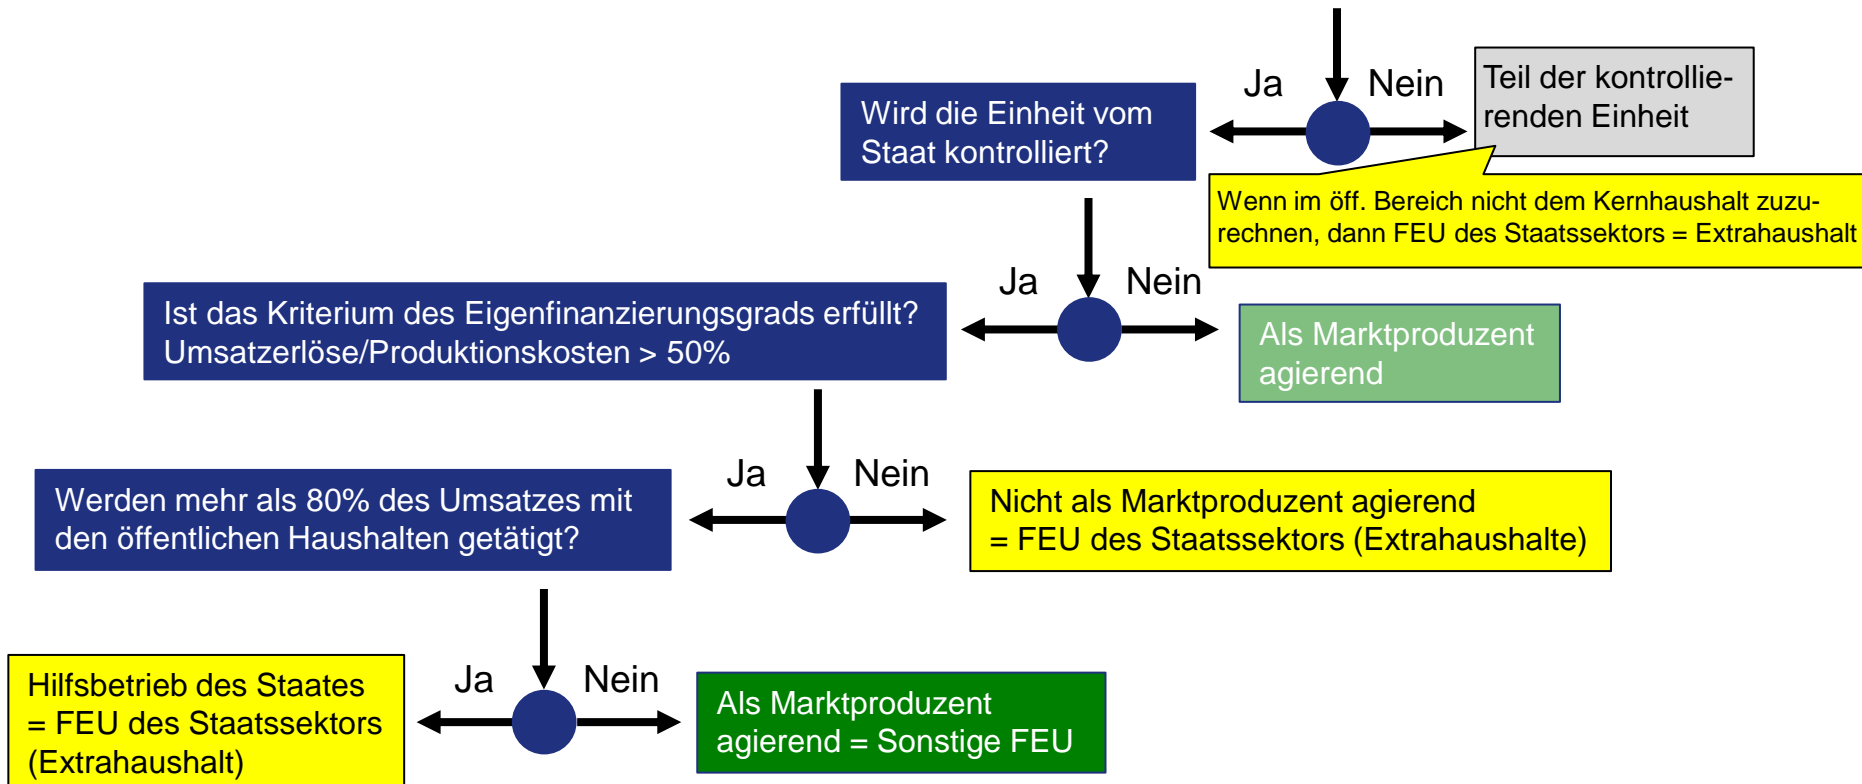 Ja
Nein
Teil der kontrollie-
renden Einheit
Wird die Einheit vom
Staat kontrolliert?
Wenn im öff. Bereich nicht dem Kernhaushalt zuzu-
rechnen, dann FEU des Staatssektors = Extrahaushalt
Ja
Nein
Ist das Kriterium des Eigenfinanzierungsgrads erfüllt?
Umsatzerlöse/Produktionskosten > 50%
Als Marktproduzent
agierend
Ja
Nein
Werden mehr als 80% des Umsatzes mit
den öffentlichen Haushalten getätigt?
Nicht als Marktproduzent agierend
= FEU des Staatssektors (Extrahaushalte)
Ja
Nein
Hilfsbetrieb des Staates
= FEU des Staatssektors
(Extrahaushalt)
Als Marktproduzent
agierend = Sonstige FEU